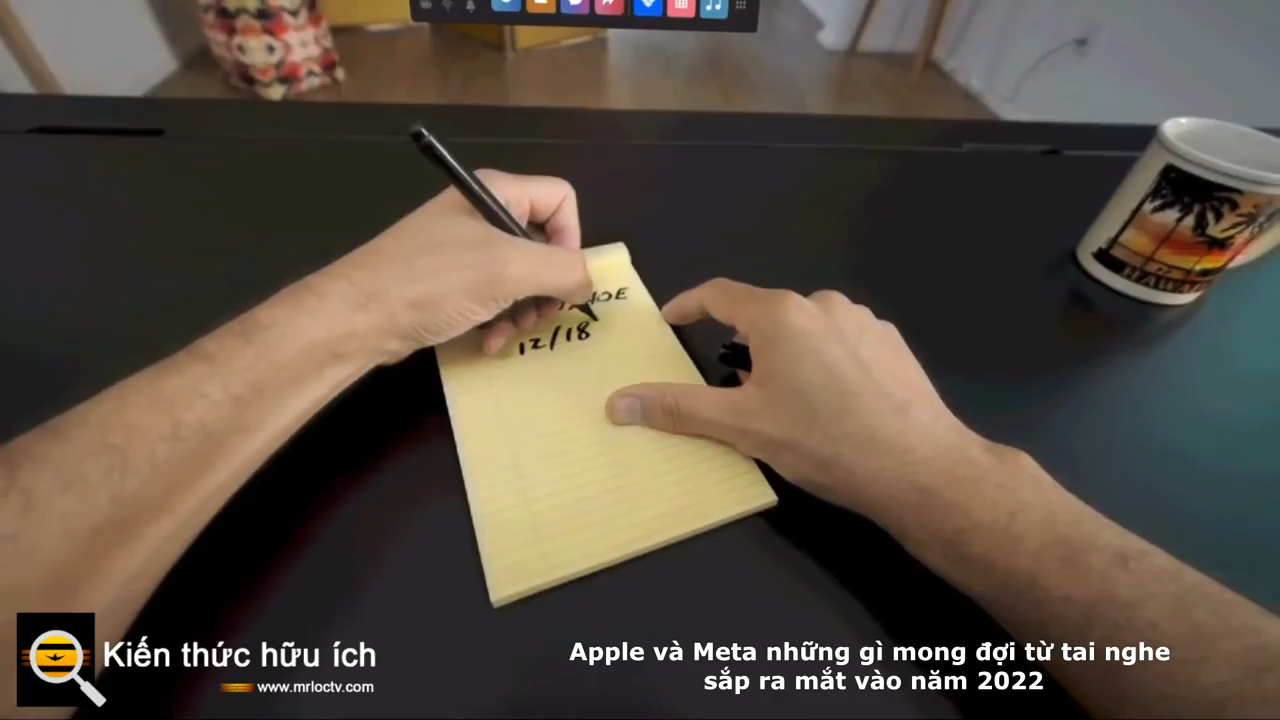 12/18
HAWAII
Kiến thức hữu ích
www.mrloctv.com
Apple và Meta những gì mong đợi từ tai nghe
sắp ra mắt vào năm 2022